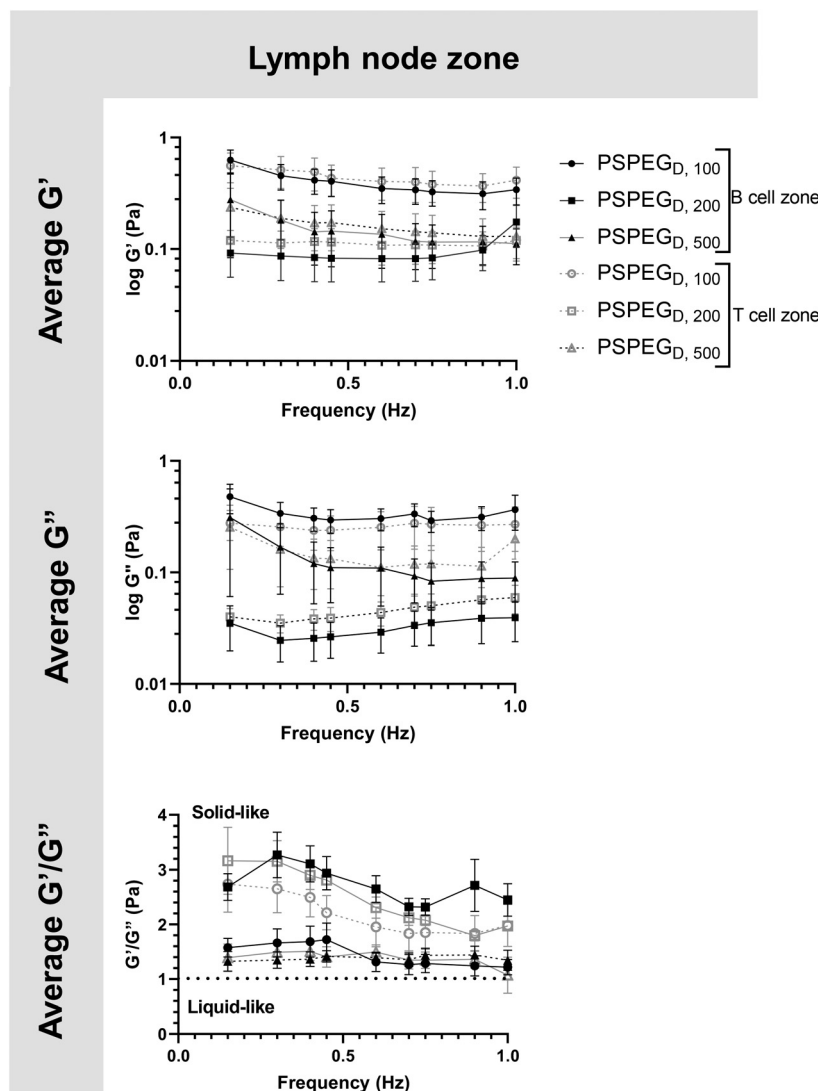 Lymph node zone
Average G’
log G’ (Pa)
1
0.1
0.01
0.0
0.5
1.0
Frequency (Hz)
PSPEG_D, 100
PSPEG_D, 200
PSPEG_D, 500
B cell zone
PSPEG_D, 100
PSPEG_D, 200
PSPEG_D, 500
T cell zone
Average G”
log G" (Pa)
1
0.1
0.01
0.0
0.5
1.0
Frequency (Hz)
Average G’/G”
G’/G” (Pa)
4
3
2
1
0
Solid-like
Liquid-like
0.0
0.5
1.0
Frequency (Hz)